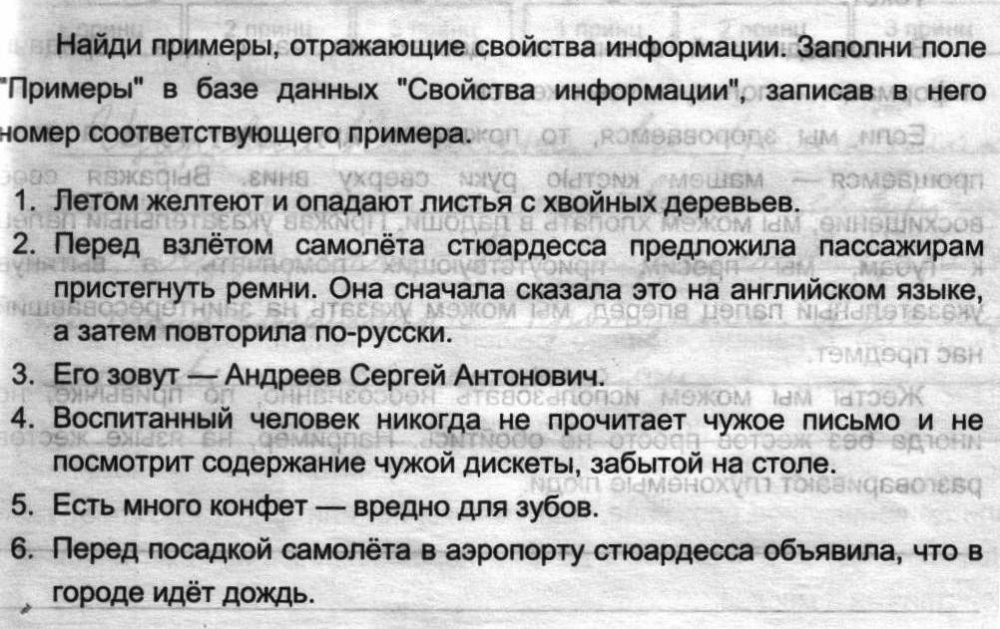 Найди примеры, отражающие свойства информации. Заполни поле
"Примеры" в базе данных "Свойства информации", записав в него
номер соответствующего примера.
1. Летом желтеют и опадают листья с хвойных деревьев.
2. Перед взлётом самолёта стюардесса предложила пассажирам
пристегнуть ремни. Она сначала сказала это на английском языке,
а затем повторила по-русски.
3. Его зовут — Андреев Сергей Антонович.
4. Воспитанный человек никогда не прочитает чужое письмо и не
посмотрит содержание чужой дискеты, забытой на столе.
5. Есть много конфет — вредно для зубов.
6. Перед посадкой самолёта в аэропорту стюардесса объявила, что в
городе идёт дождь.